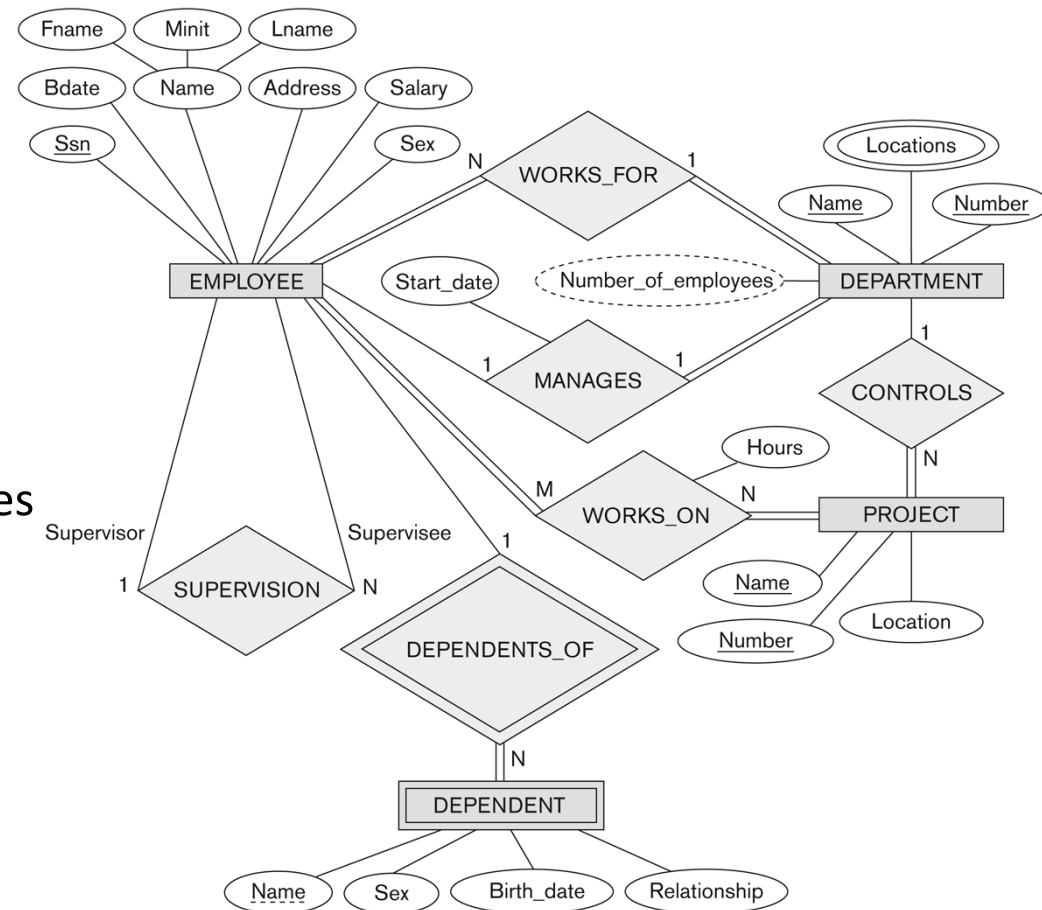 Fname
Minit
Lname
Bdate
Name
Address
Salary
Ssn
Sex
N
WORKS_FOR
1
Locations
Name
Number
EMPLOYEE
Start_date
Number_of_employees
DEPARTMENT
1
MANAGES
1
1
CONTROLS
N
Hours
M
WORKS_ON
N
PROJECT
es
Supervisor
Supervisee
1
SUPERVISION
N
1
Name
Number
Location
DEPENDENTS_OF
N
DEPENDENT
Name
Sex
Birth_date
Relationship